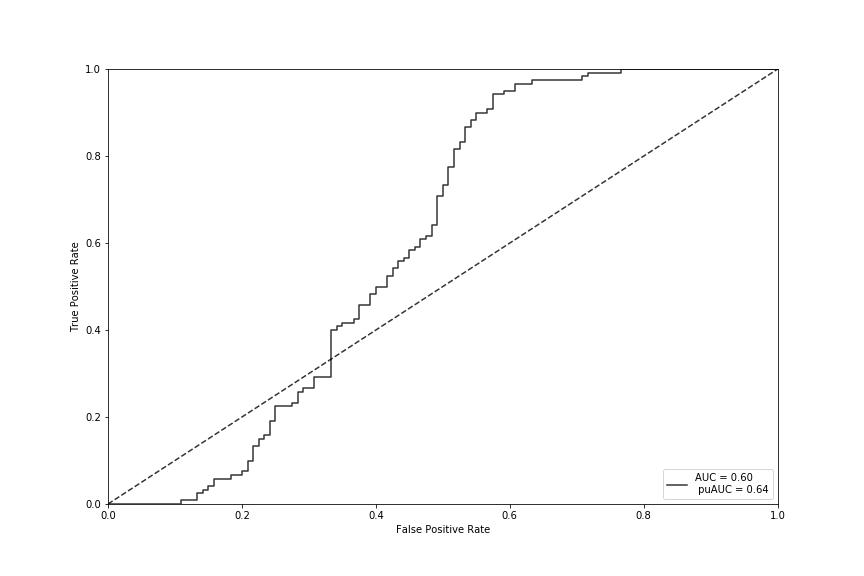 1.0
0.8
0.6
0.4
0.2
0.0
True Positive Rate
AUC = 0.60
puAUC = 0.64
0.0 0.2 0.4 0.6 0.8 1.0
False Positive Rate